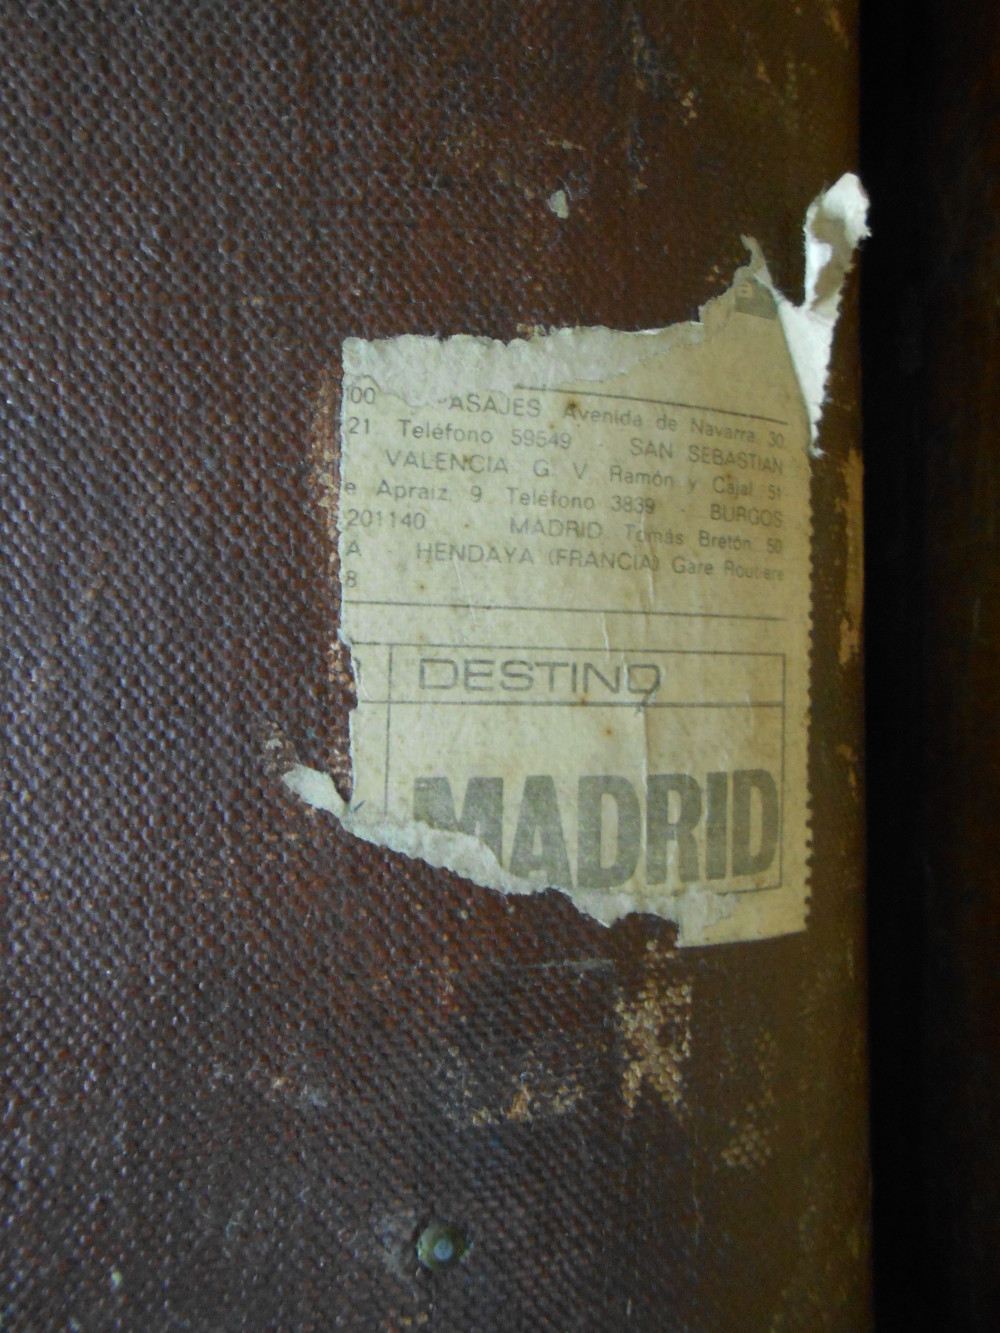 00 ASAJES Avenida de Navarra, 30.
21 Teléfono 59549 - SAN SEBASTIAN
VALENCIA G. V. Ramón y Cajal, 51-
e Apraiz, 9 Teléfono 3839 - BURGOS
201140 - MADRID Tomás Bretón, 50
A - HENDAYA (FRANCIA) Gare Routiere
8
DESTINO
MADRID